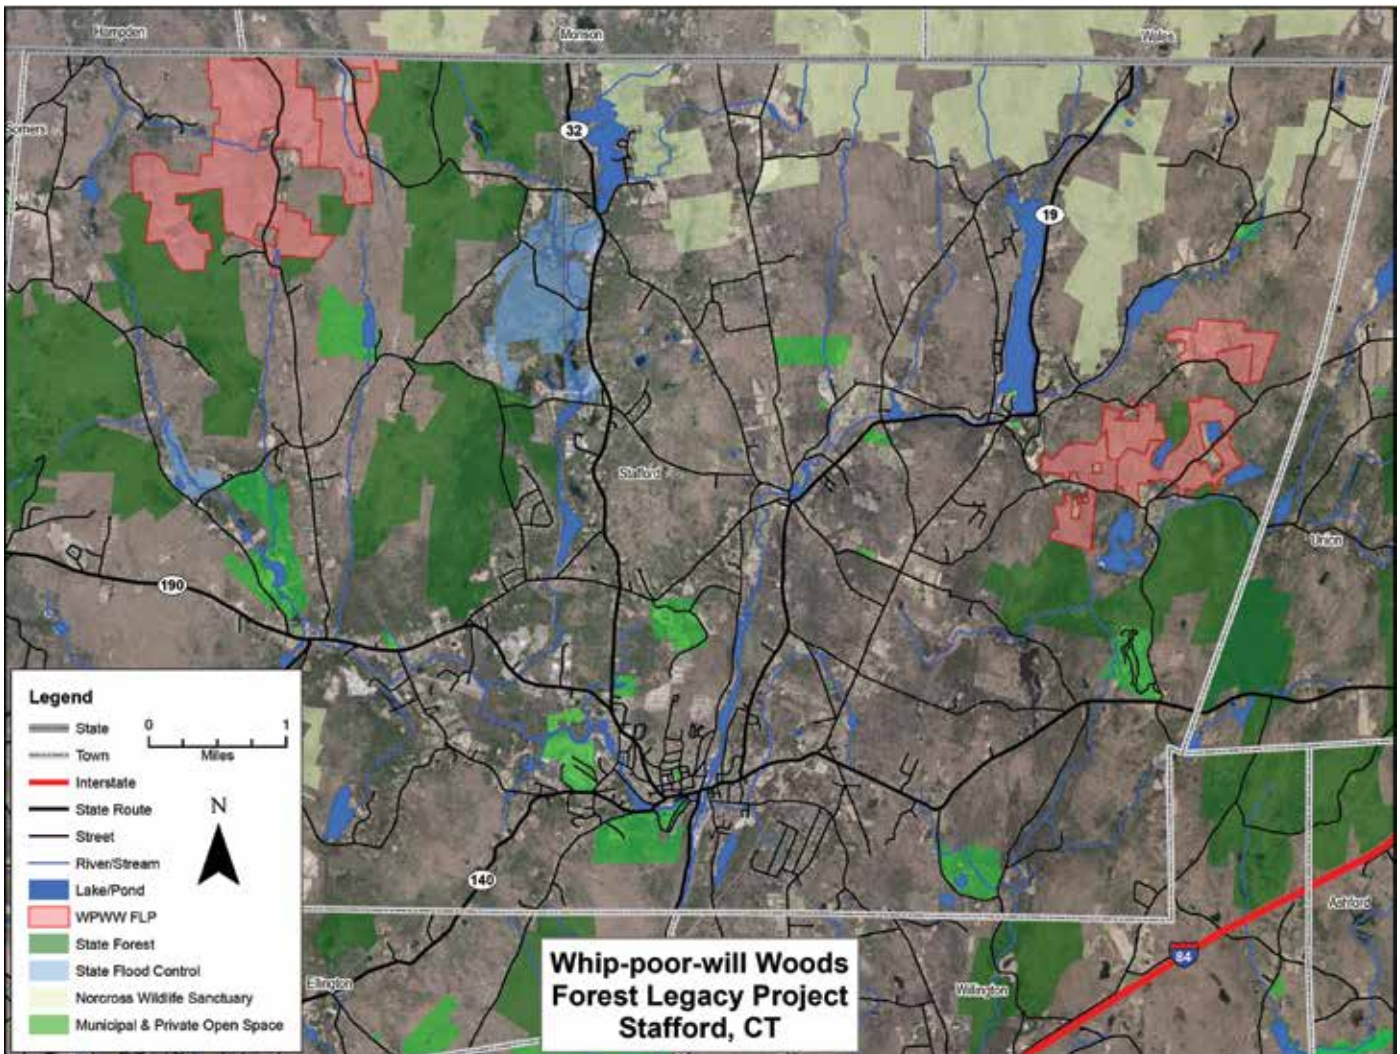 Hampden
Monson
Wales
Somers
32
19
Stafford
Union
190
Legend
State
Town
Interstate
State Route
Street
River/Stream
Lake/Pond
WPWW FLP
State Forest
State Flood Control
Norcross Wildlife Sanctuary
Municipal & Private Open Space
0 1
Miles
N
140
Ellington
Whip-poor-will Woods
Forest Legacy Project
Stafford, CT
Willington
84
Ashford